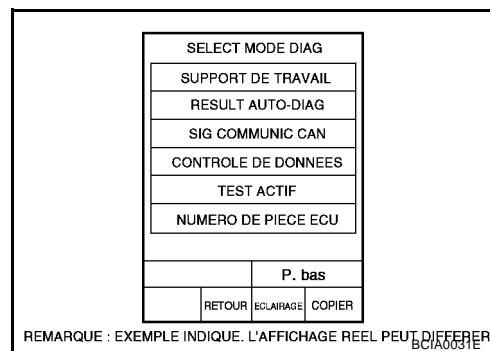 SELECT MODE DIAG
SUPPORT DE TRAVAIL
RESULT AUTO-DIAG
SIG COMMUNIC CAN
CONTROLE DE DONNEES
TEST ACTIF
NUMERO DE PIECE ECU
P. bas
RETOUR ECLAIRAGE COPIER
REMARQUE : EXEMPLE INDIQUE. L'AFFICHAGE REEL PEUT DIFFERER
BCIA0031E